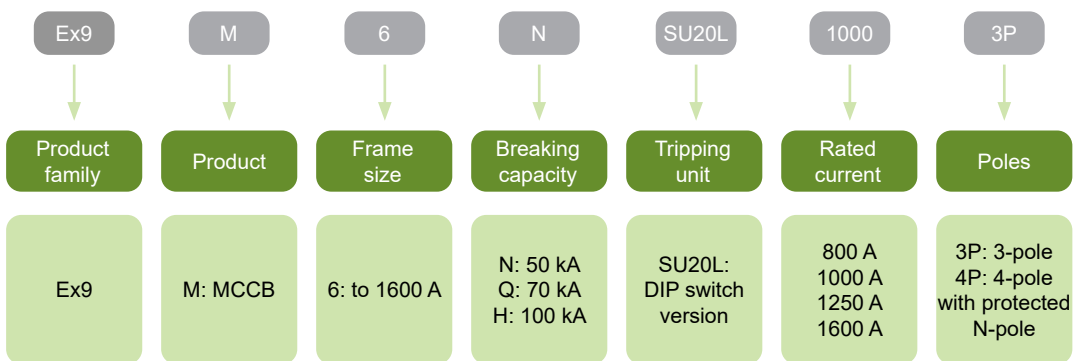 Ex9
M
6
N
SU20L
1000
3P
Product
family
Product
Frame
size
Breaking
capacity
Tripping
unit
Rated
current
Poles
Ex9
M: MCCB
6: to 1600 A
N: 50 kA
Q: 70 kA
H: 100 kA
SU20L:
DIP switch
version
800 A
1000 A
1250 A
1600 A
3P: 3-pole
4P: 4-pole
with protected
N-pole